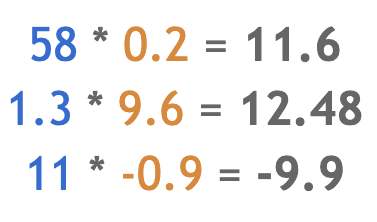 58 * 0.2 = 11.6
1.3 * 9.6 = 12.48
11 * -0.9 = -9.9